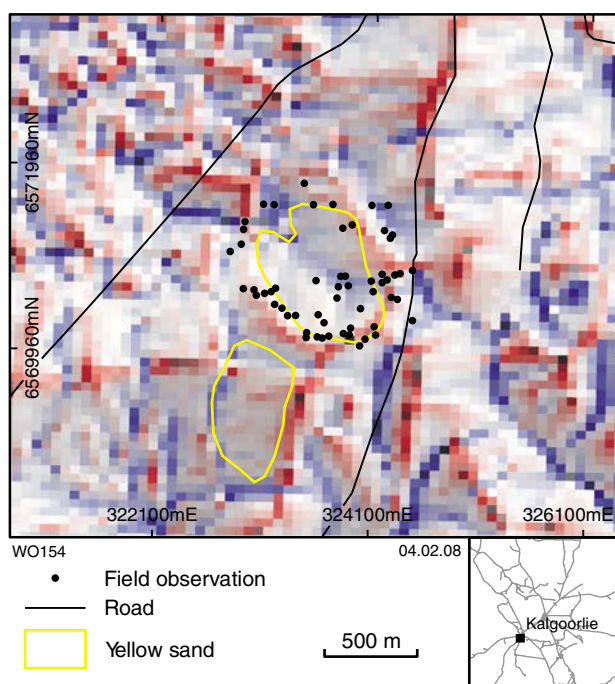 6571960mN
6569960mN
322100mE
324100mE
326100mE
WO154
04.02.08
Field observation
Road
Yellow sand
500 m
Kalgoorlie